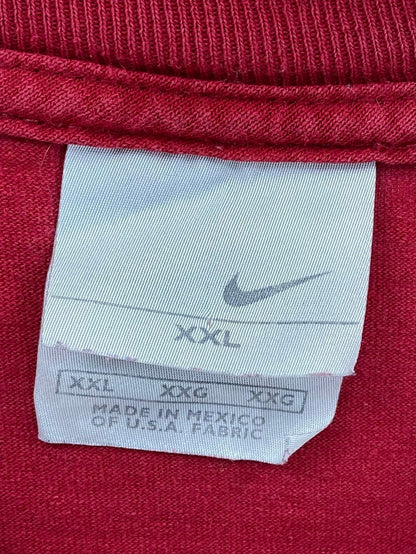 XXL
XXL XXG XXG
MADE IN MEXICO
OF U.S.A. FABRIC